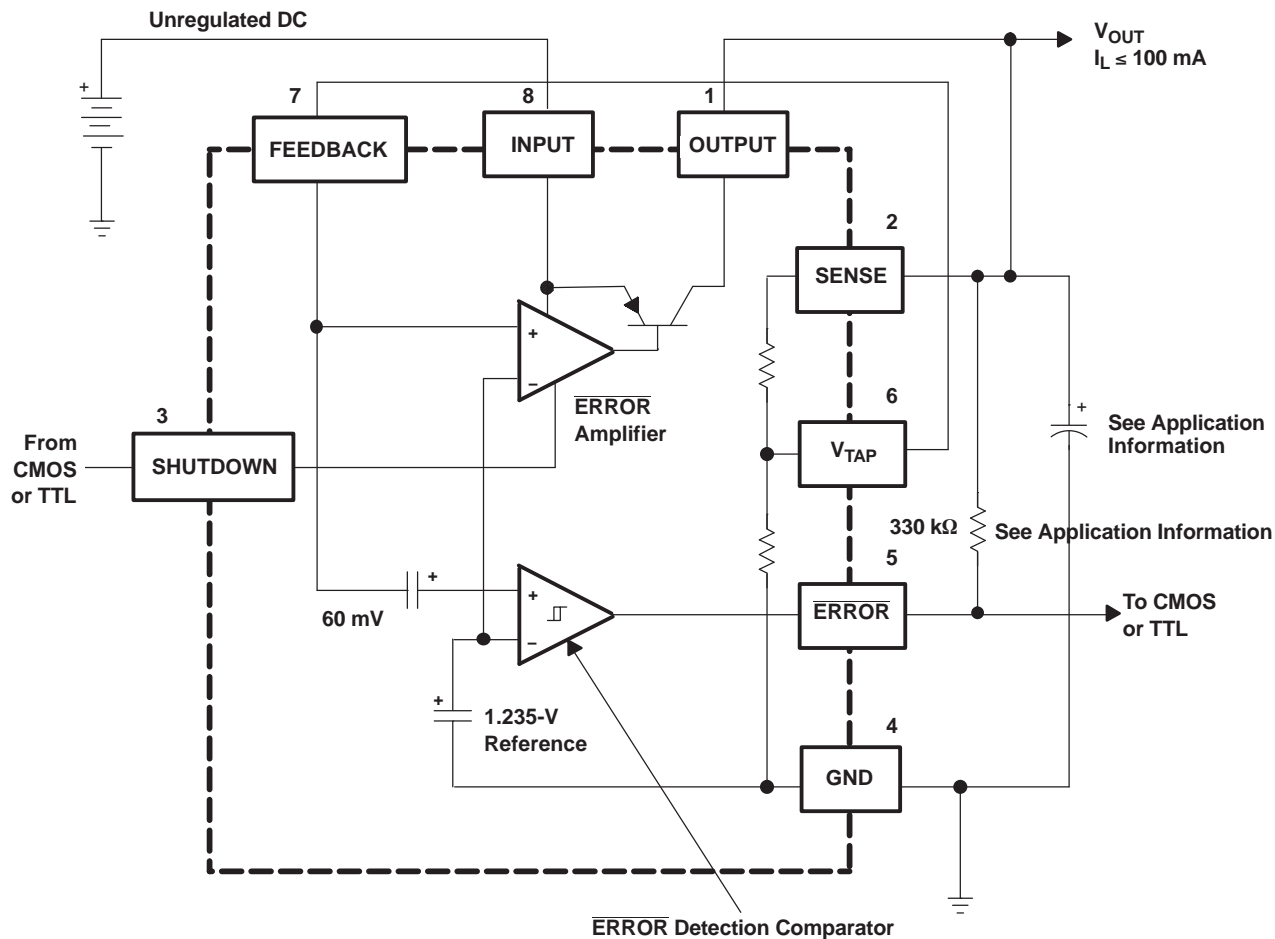 Unregulated DC
V_OUT
I_L ≤ 100 mA
+
7
8
1
FEEDBACK
INPUT
OUTPUT
2
SENSE
+
−
ERROR
Amplifier
6
V_TAP
+
See Application
Information
3
From
CMOS
or TTL
SHUTDOWN
330 kΩ
See Application Information
5
+
+
−
60 mV
ERROR
To CMOS
or TTL
+
1.235-V
Reference
4
GND
ERROR Detection Comparator